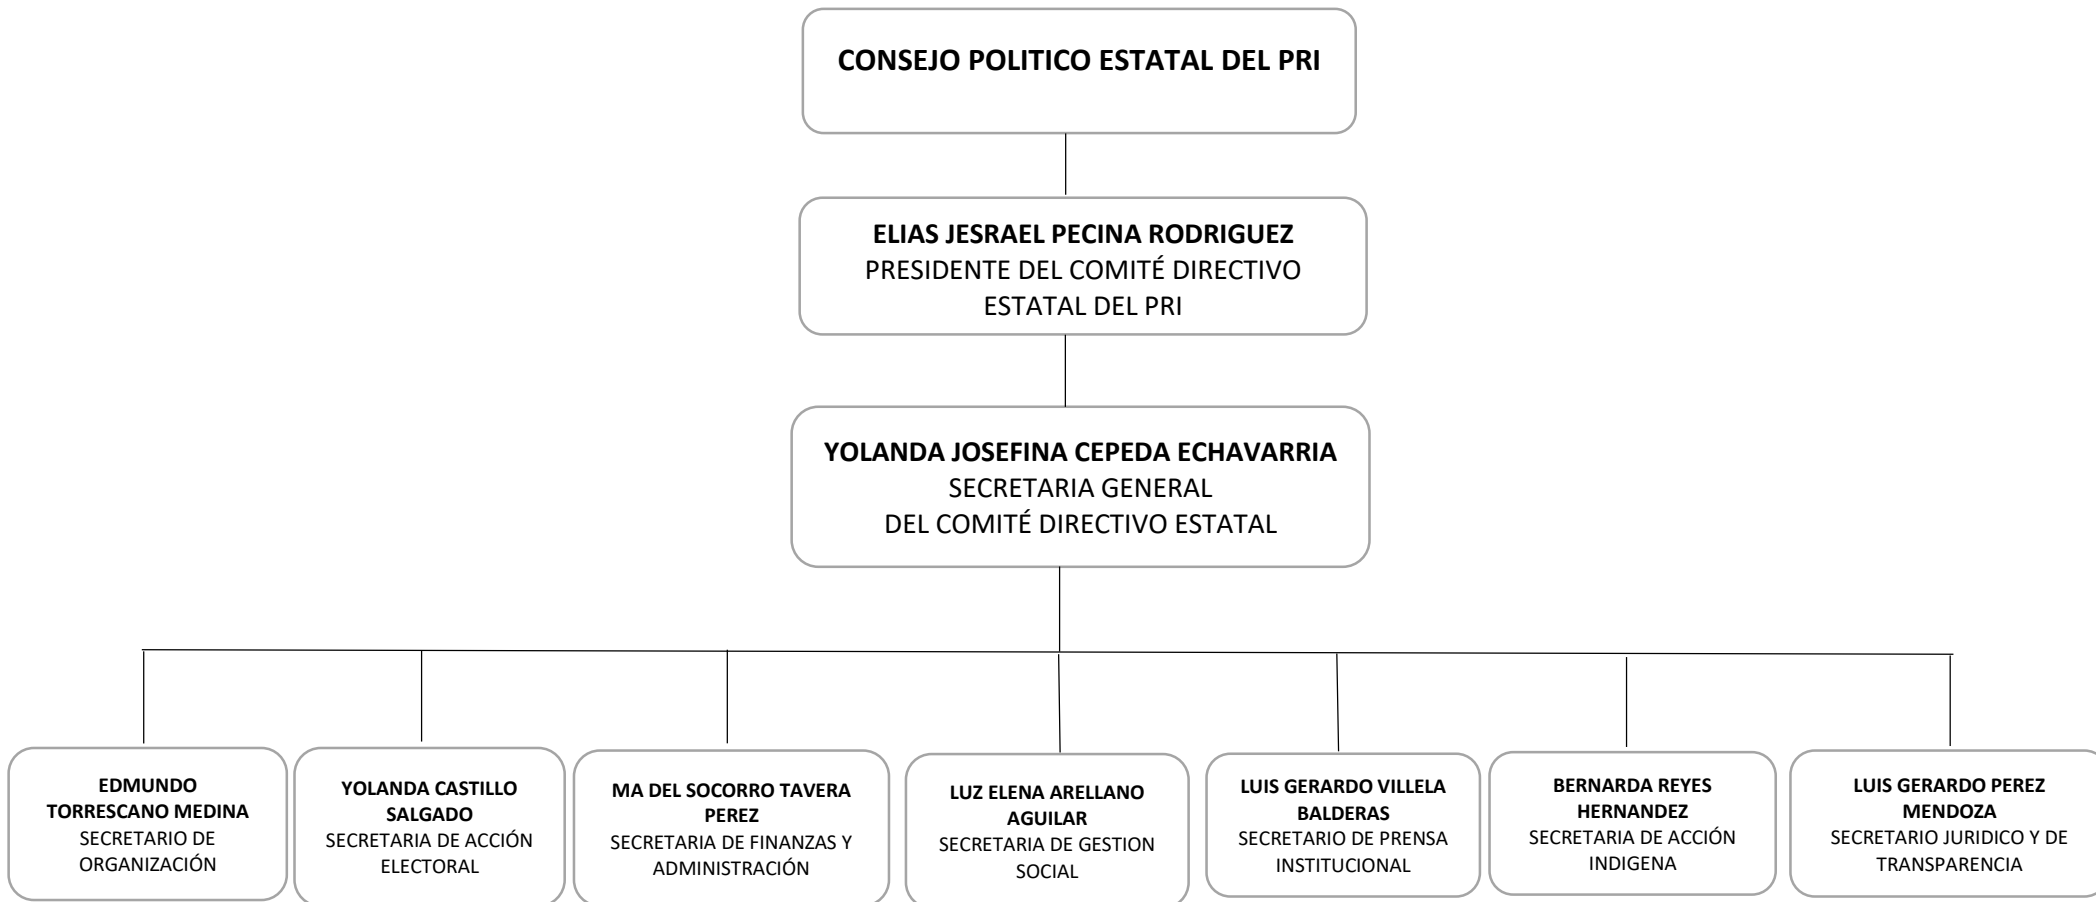 CONSEJO POLITICO ESTATAL DEL PRI
ELIAS JESRAEL PECINA RODRIGUEZ
PRESIDENTE DEL COMITÉ DIRECTIVO
ESTATAL DEL PRI
YOLANDA JOSEFINA CEPEDA ECHAVARRIA
SECRETARIA GENERAL
DEL COMITÉ DIRECTIVO ESTATAL
EDMUNDO
TORRESCANO MEDINA
SECRETARIO DE
ORGANIZACIÓN
YOLANDA CASTILLO
SALGADO
SECRETARIA DE ACCIÓN
ELECTORAL
MA DEL SOCORRO TAVERA
PEREZ
SECRETARIA DE FINANZAS Y
ADMINISTRACIÓN
LUZ ELENA ARELLANO
AGUILAR
SECRETARIA DE GESTION
SOCIAL
LUIS GERARDO VILLELA
BALDERAS
SECRETARIO DE PRENSA
INSTITUCIONAL
BERNARDA REYES
HERNANDEZ
SECRETARIA DE ACCIÓN
INDIGENA
LUIS GERARDO PEREZ
MENDOZA
SECRETARIO JURIDICO Y DE
TRANSPARENCIA